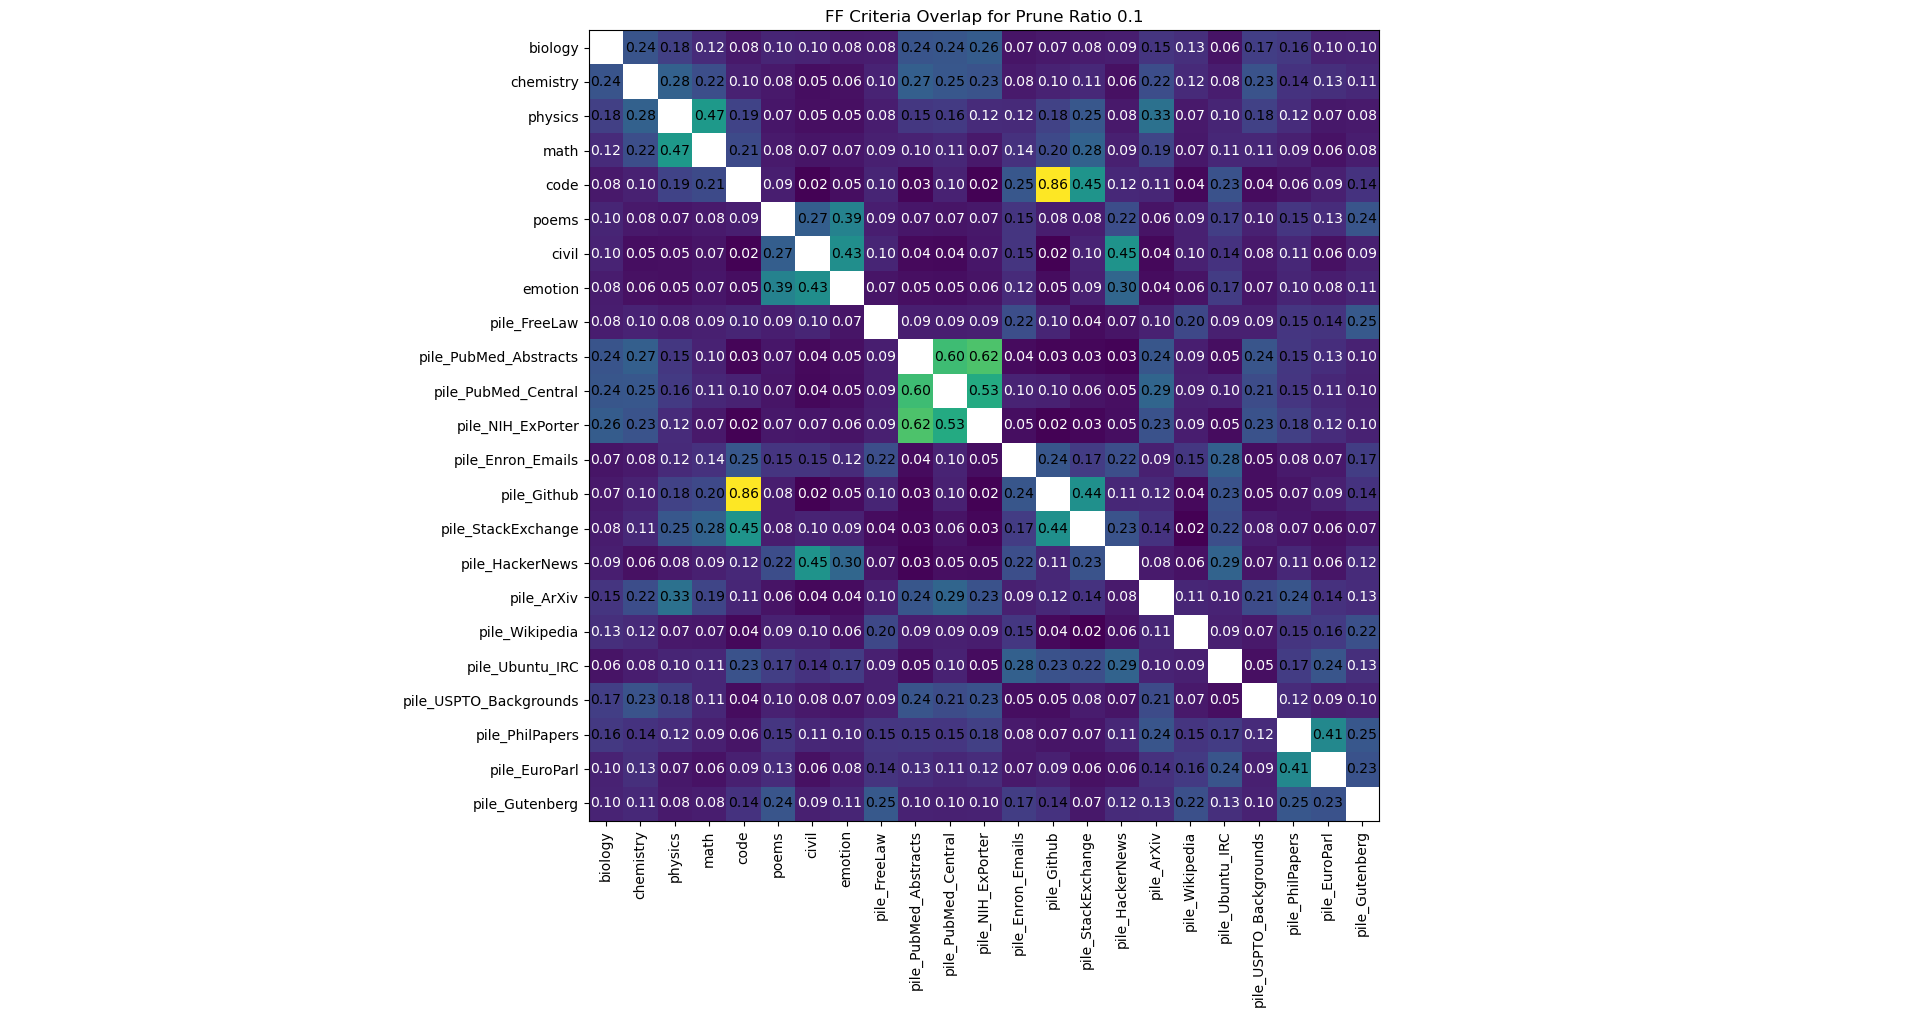 FF Criteria Overlap for Prune Ratio 0.1
biology 0.24 0.18 0.12 0.08 0.10 0.10 0.08 0.08 0.24 0.24 0.26 0.07 0.07 0.08 0.09 0.15 0.13 0.06 0.17 0.16 0.10 0.10
chemistry 0.24 0.28 0.22 0.10 0.08 0.05 0.06 0.10 0.27 0.25 0.23 0.08 0.10 0.11 0.06 0.22 0.12 0.08 0.23 0.14 0.13 0.11
physics 0.18 0.28 0.47 0.19 0.07 0.05 0.05 0.08 0.15 0.16 0.12 0.12 0.18 0.25 0.08 0.33 0.07 0.10 0.18 0.12 0.07 0.08
math 0.12 0.22 0.47 0.21 0.08 0.07 0.07 0.09 0.10 0.11 0.07 0.14 0.20 0.28 0.09 0.19 0.07 0.11 0.11 0.09 0.06 0.08
code 0.08 0.10 0.19 0.21 0.09 0.02 0.05 0.10 0.03 0.10 0.02 0.25 0.86 0.45 0.12 0.11 0.04 0.23 0.04 0.06 0.09 0.14
poems 0.10 0.08 0.07 0.08 0.09 0.27 0.39 0.09 0.07 0.07 0.07 0.15 0.08 0.08 0.22 0.06 0.09 0.17 0.10 0.15 0.13 0.24
civil 0.10 0.05 0.05 0.07 0.02 0.27 0.43 0.10 0.04 0.04 0.07 0.15 0.02 0.10 0.45 0.04 0.10 0.14 0.08 0.11 0.06 0.09
emotion 0.08 0.06 0.05 0.07 0.05 0.39 0.43 0.07 0.05 0.05 0.06 0.12 0.05 0.09 0.30 0.04 0.06 0.17 0.07 0.10 0.08 0.11
pile_FreeLaw 0.08 0.10 0.08 0.09 0.10 0.09 0.10 0.07 0.09 0.09 0.09 0.22 0.10 0.04 0.07 0.10 0.20 0.09 0.09 0.15 0.14 0.25
pile_PubMed_Abstracts 0.24 0.27 0.15 0.10 0.03 0.07 0.04 0.05 0.09 0.60 0.62 0.04 0.03 0.03 0.03 0.24 0.09 0.05 0.24 0.15 0.13 0.10
pile_PubMed_Central 0.24 0.25 0.16 0.11 0.10 0.07 0.04 0.05 0.09 0.60 0.53 0.10 0.10 0.06 0.05 0.29 0.09 0.10 0.21 0.15 0.11 0.10
pile_NIH_ExPorter 0.26 0.23 0.12 0.07 0.02 0.07 0.07 0.06 0.09 0.62 0.53 0.05 0.02 0.03 0.05 0.23 0.09 0.05 0.23 0.18 0.12 0.10
pile_Enron_Emails 0.07 0.08 0.12 0.14 0.25 0.15 0.15 0.12 0.22 0.04 0.10 0.05 0.24 0.17 0.22 0.09 0.15 0.28 0.05 0.08 0.07 0.17
pile_Github 0.07 0.10 0.18 0.20 0.86 0.08 0.02 0.05 0.10 0.03 0.10 0.02 0.24 0.44 0.11 0.12 0.04 0.23 0.05 0.07 0.09 0.14
pile_StackExchange 0.08 0.11 0.25 0.28 0.45 0.08 0.10 0.09 0.04 0.03 0.06 0.03 0.17 0.44 0.23 0.14 0.02 0.22 0.08 0.07 0.06 0.07
pile_HackerNews 0.09 0.06 0.08 0.09 0.12 0.22 0.45 0.30 0.07 0.03 0.05 0.05 0.22 0.11 0.23 0.08 0.06 0.29 0.07 0.11 0.06 0.12
pile_ArXiv 0.15 0.22 0.33 0.19 0.11 0.06 0.04 0.04 0.10 0.24 0.29 0.23 0.09 0.12 0.14 0.08 0.11 0.10 0.21 0.24 0.14 0.13
pile_Wikipedia 0.13 0.12 0.07 0.07 0.04 0.09 0.10 0.06 0.20 0.09 0.09 0.09 0.15 0.04 0.02 0.06 0.11 0.09 0.07 0.15 0.16 0.22
pile_Ubuntu_IRC 0.06 0.08 0.10 0.11 0.23 0.17 0.14 0.17 0.09 0.05 0.10 0.05 0.28 0.23 0.22 0.29 0.10 0.09 0.05 0.17 0.24 0.13
pile_USPTO_Backgrounds 0.17 0.23 0.18 0.11 0.04 0.10 0.08 0.07 0.09 0.24 0.21 0.23 0.05 0.05 0.08 0.07 0.21 0.07 0.05 0.12 0.09 0.10
pile_PhilPapers 0.16 0.14 0.12 0.09 0.06 0.15 0.11 0.10 0.15 0.15 0.15 0.18 0.08 0.07 0.07 0.11 0.24 0.15 0.17 0.12 0.41 0.25
pile_EuroParl 0.10 0.13 0.07 0.06 0.09 0.13 0.06 0.08 0.14 0.13 0.11 0.12 0.07 0.09 0.06 0.06 0.14 0.16 0.24 0.09 0.41 0.23
pile_Gutenberg 0.10 0.11 0.08 0.08 0.14 0.24 0.09 0.11 0.25 0.10 0.10 0.10 0.17 0.14 0.07 0.12 0.13 0.22 0.13 0.10 0.25 0.23
biology
chemistry
physics
math
code
poems
civil
emotion
pile_FreeLaw
pile_PubMed_Abstracts
pile_PubMed_Central
pile_NIH_ExPorter
pile_Enron_Emails
pile_Github
pile_StackExchange
pile_HackerNews
pile_ArXiv
pile_Wikipedia
pile_Ubuntu_IRC
pile_USPTO_Backgrounds
pile_PhilPapers
pile_EuroParl
pile_Gutenberg